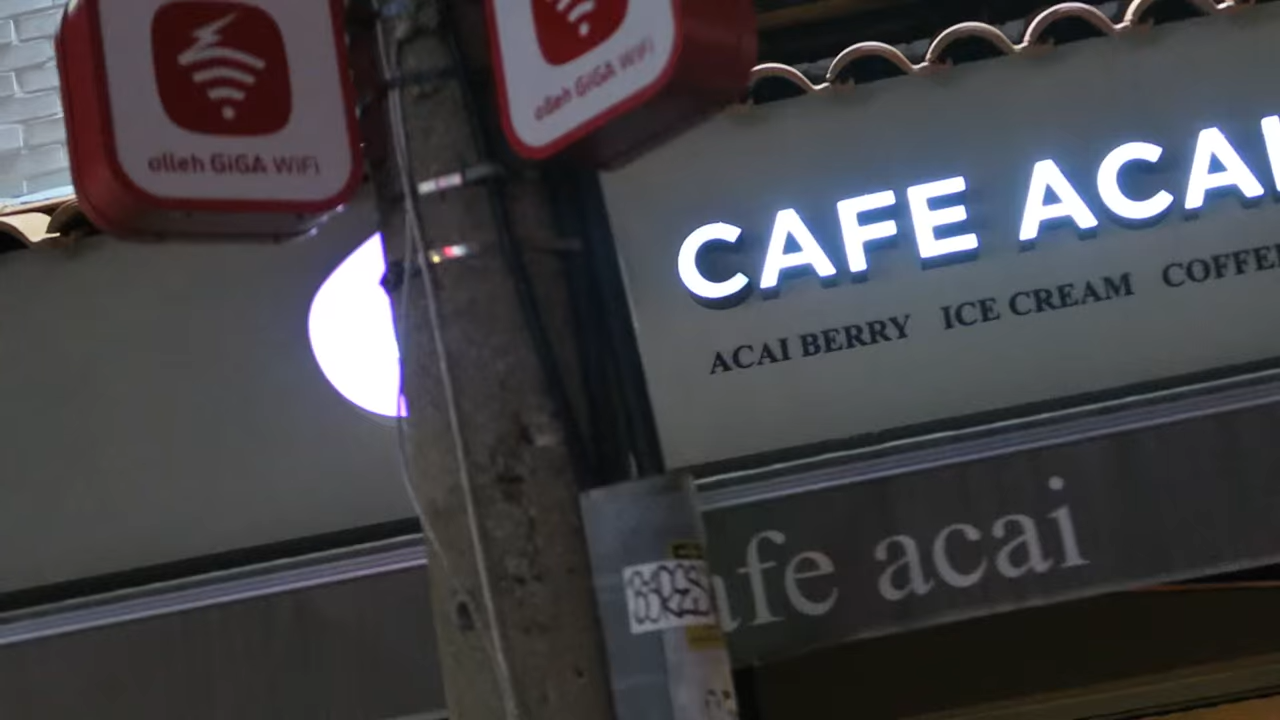 olleh GiGA WiFi
olleh GiGA WiFi
CAFE ACAI
ACAI BERRY ICE CREAM COFFEE
afe acai